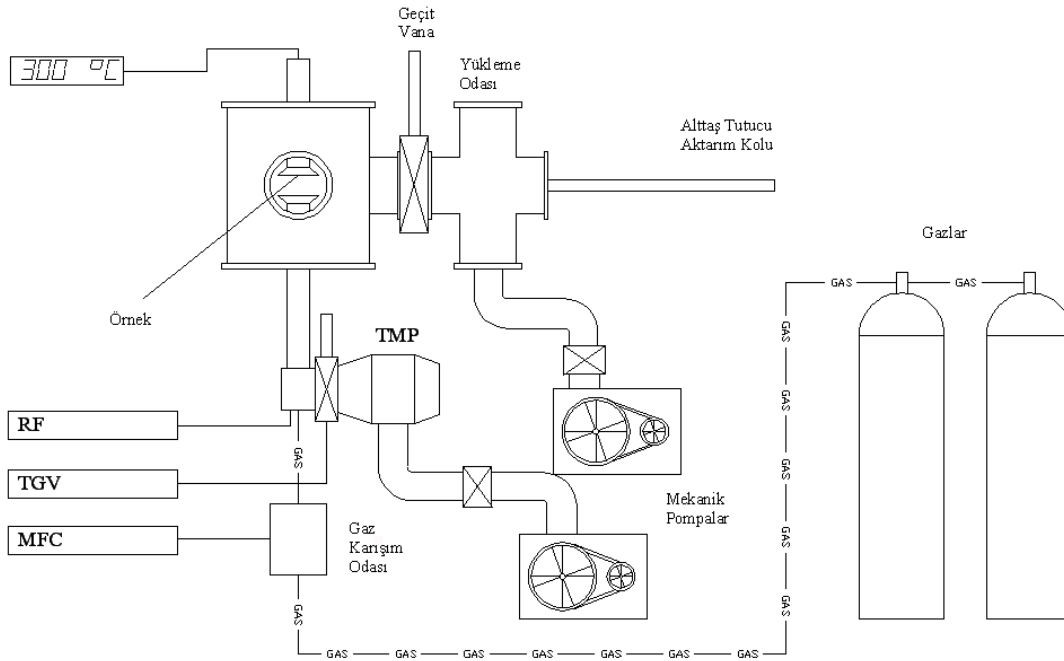 Geçit
Vana
300 °C
Yükleme
Odası
Alttaş Tutucu
Aktarım Kolu
Gazlar
GAS
GAS
Örnek
TMP
GAS
GAS
GAS
GAS
GAS
RF
GAS
TGV
MFC
Gaz
Karışım
Odası
Mekanik
Pompalar
GAS
GAS GAS GAS GAS GAS GAS GAS